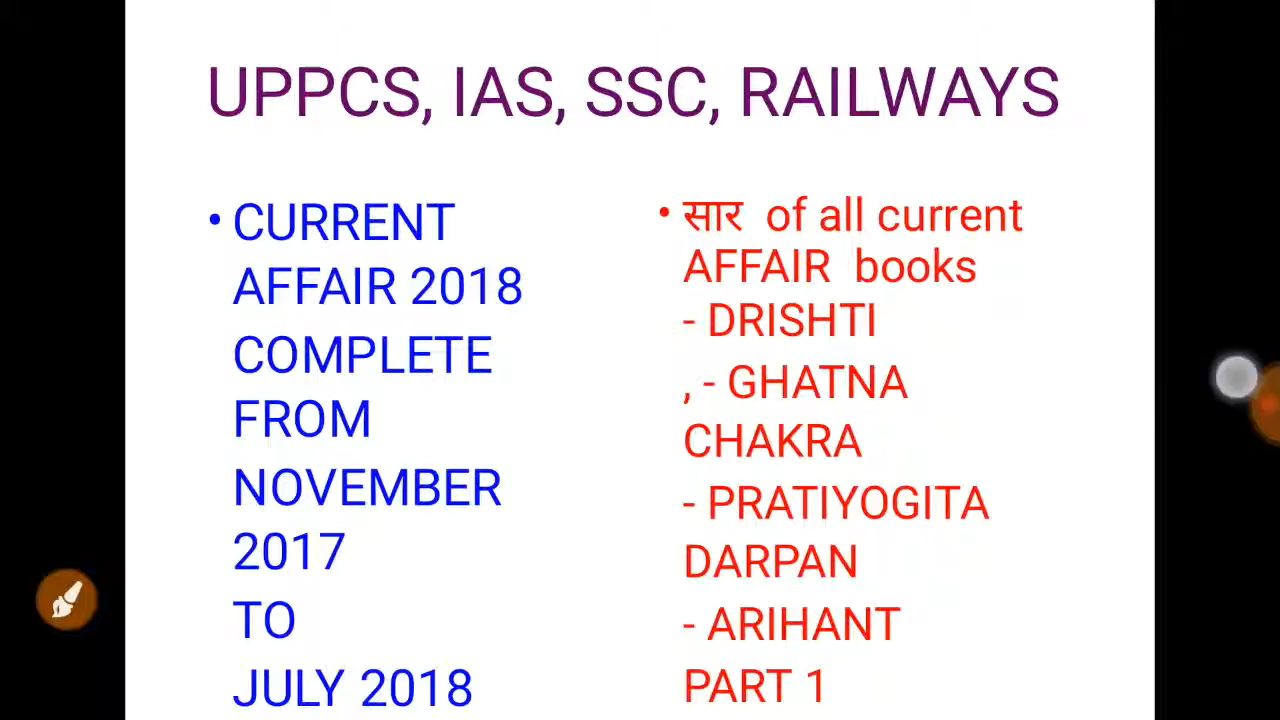 UPPCS, IAS, SSC, RAILWAYS
• CURRENT
AFFAIR 2018
COMPLETE
FROM
NOVEMBER
2017
TO
JULY 2018
• सार of all current
AFFAIR books
- DRISHTI
, - GHATNA
CHAKRA
- PRATIYOGITA
DARPAN
- ARIHANT
PART 1